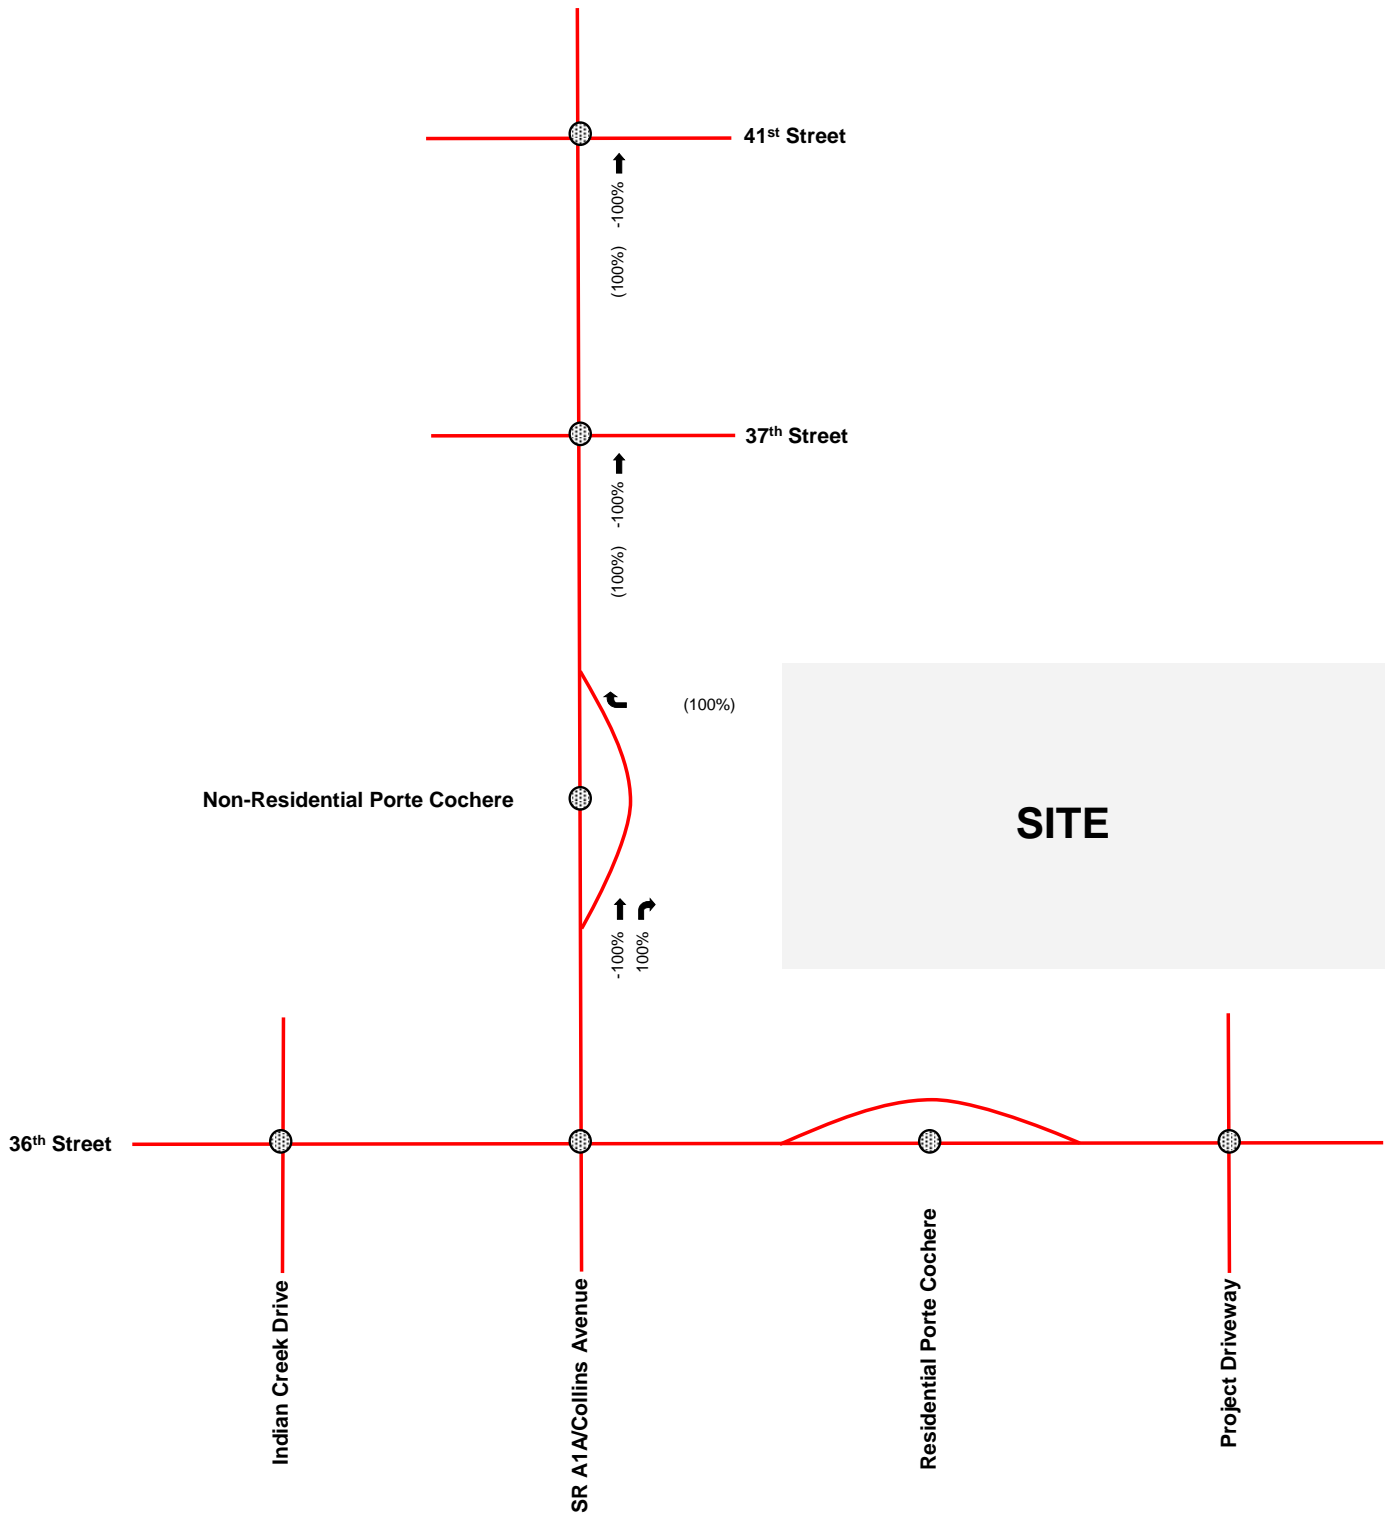 41st Street
-100%
(100%)
37th Street
-100%
(100%)
(100%)
Non-Residential Porte Cochere
SITE
-100%
100%
36th Street
Indian Creek Drive
SR A1A/Collins Avenue
Residential Porte Cochere
Project Driveway